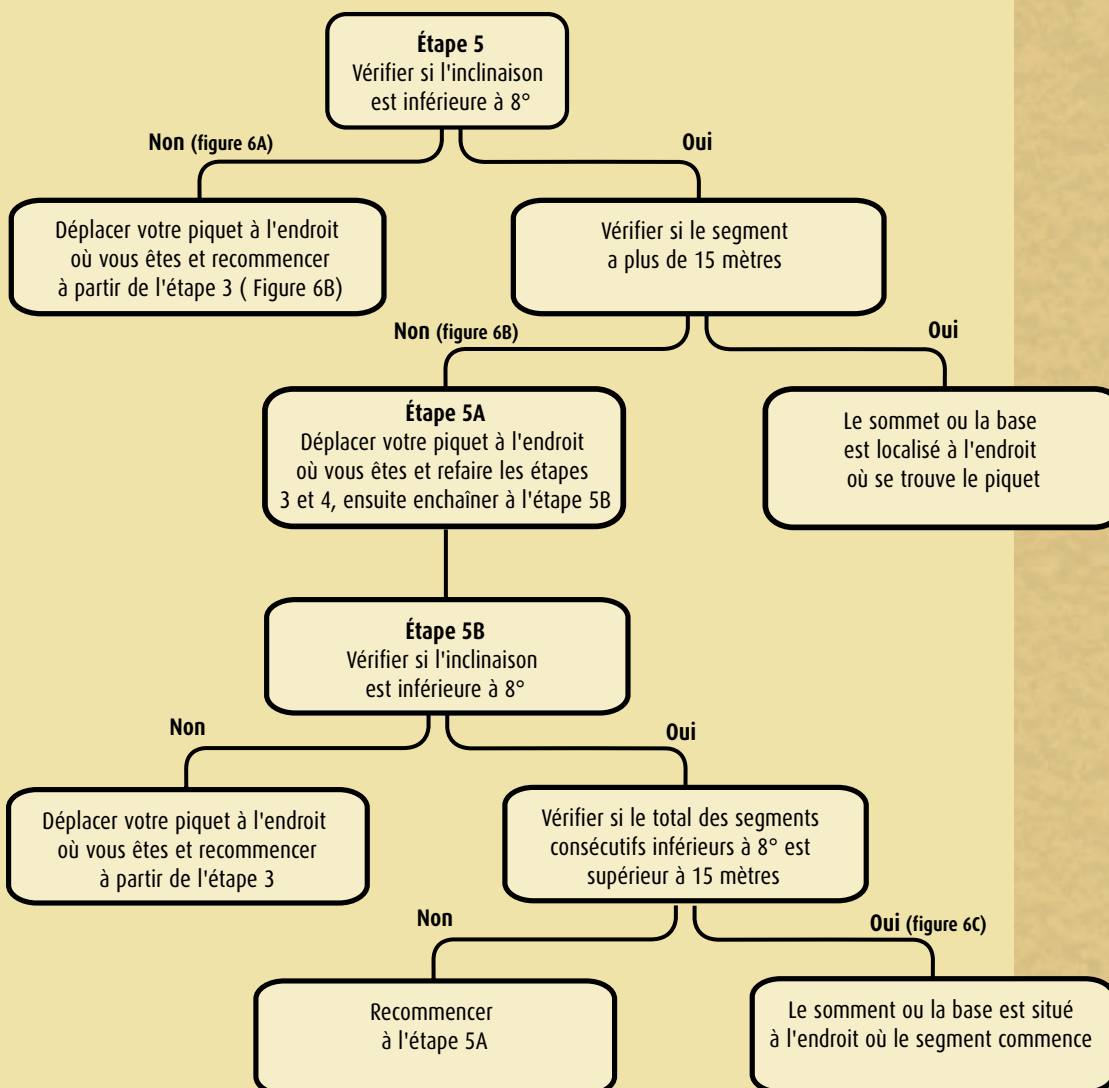 Étape 5
Vérifier si l'inclinaison
est inférieure à 8°
Non (figure 6A)
Oui
Déplacer votre piquet à l'endroit
où vous êtes et recommencer
à partir de l'étape 3 ( Figure 6B)
Vérifier si le segment
a plus de 15 mètres
Non (figure 6B)
Oui
Étape 5A
Déplacer votre piquet à l'endroit
où vous êtes et refaire les étapes
3 et 4, ensuite enchaîner à l'étape 5B
Le sommet ou la base
est localisé à l'endroit
où se trouve le piquet
Étape 5B
Vérifier si l'inclinaison
est inférieure à 8°
Non
Oui
Déplacer votre piquet à l'endroit
où vous êtes et recommencer
à partir de l'étape 3
Vérifier si le total des segments
consécutifs inférieurs à 8° est
supérieur à 15 mètres
Non
Oui (figure 6C)
Recommencer
à l'étape 5A
Le somment ou la base est situé
à l'endroit où le segment commence